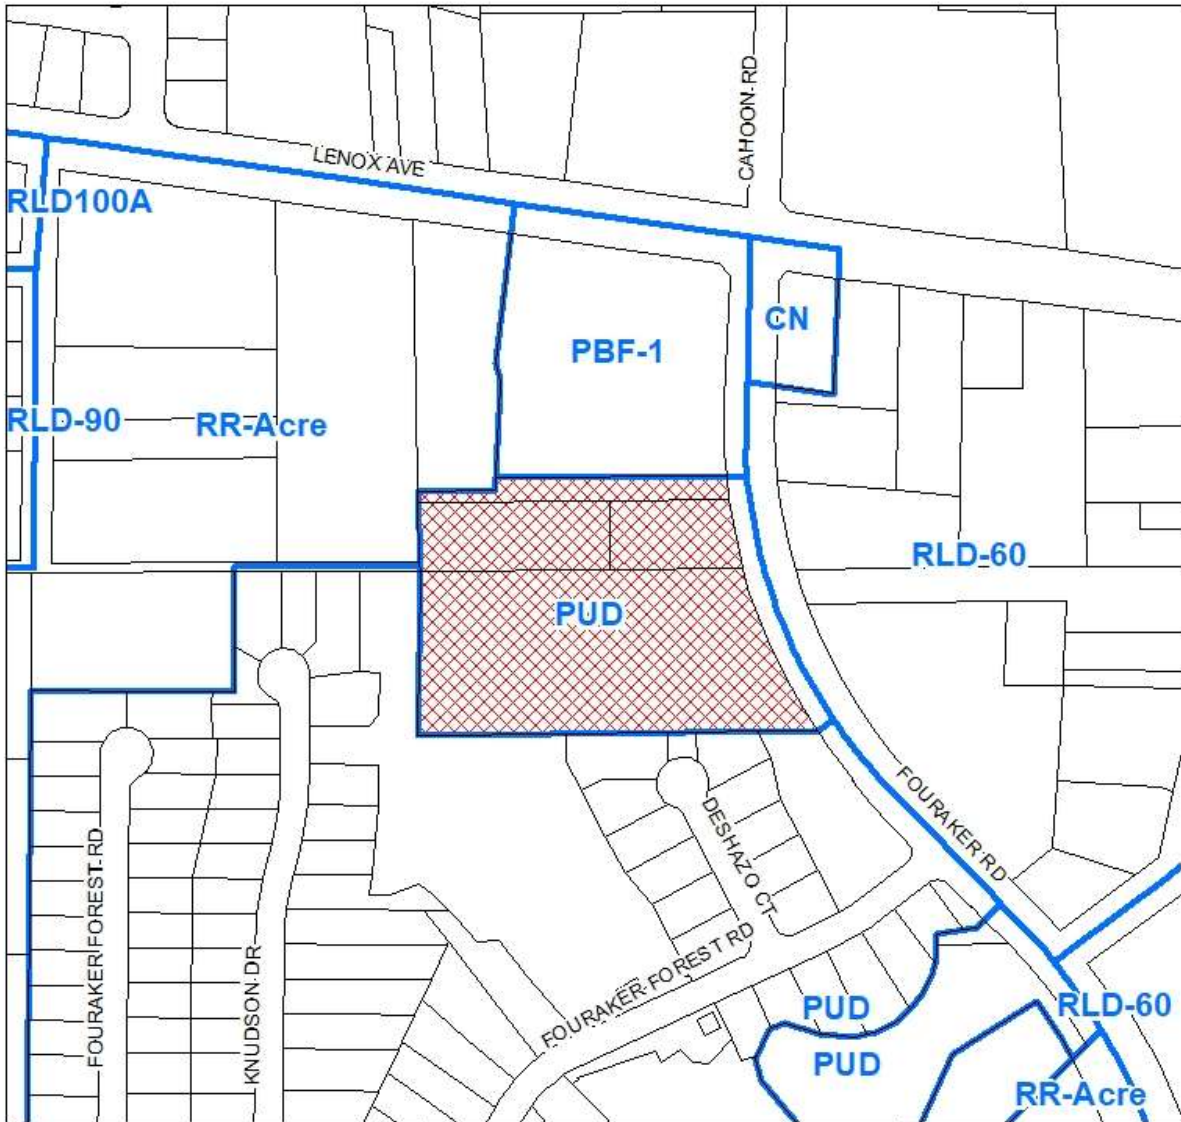 CAHOON RD
LENOX AVE
RLD100A
CN
PBF-1
RLD-90
RR-Acre
RLD-60
PUD
FOURAKER RD
DESHAZO CT
FOURAKER FOREST RD
KNUDSON DR
FOURAKER FOREST RD
PUD
RLD-60
PUD
RR-Acre